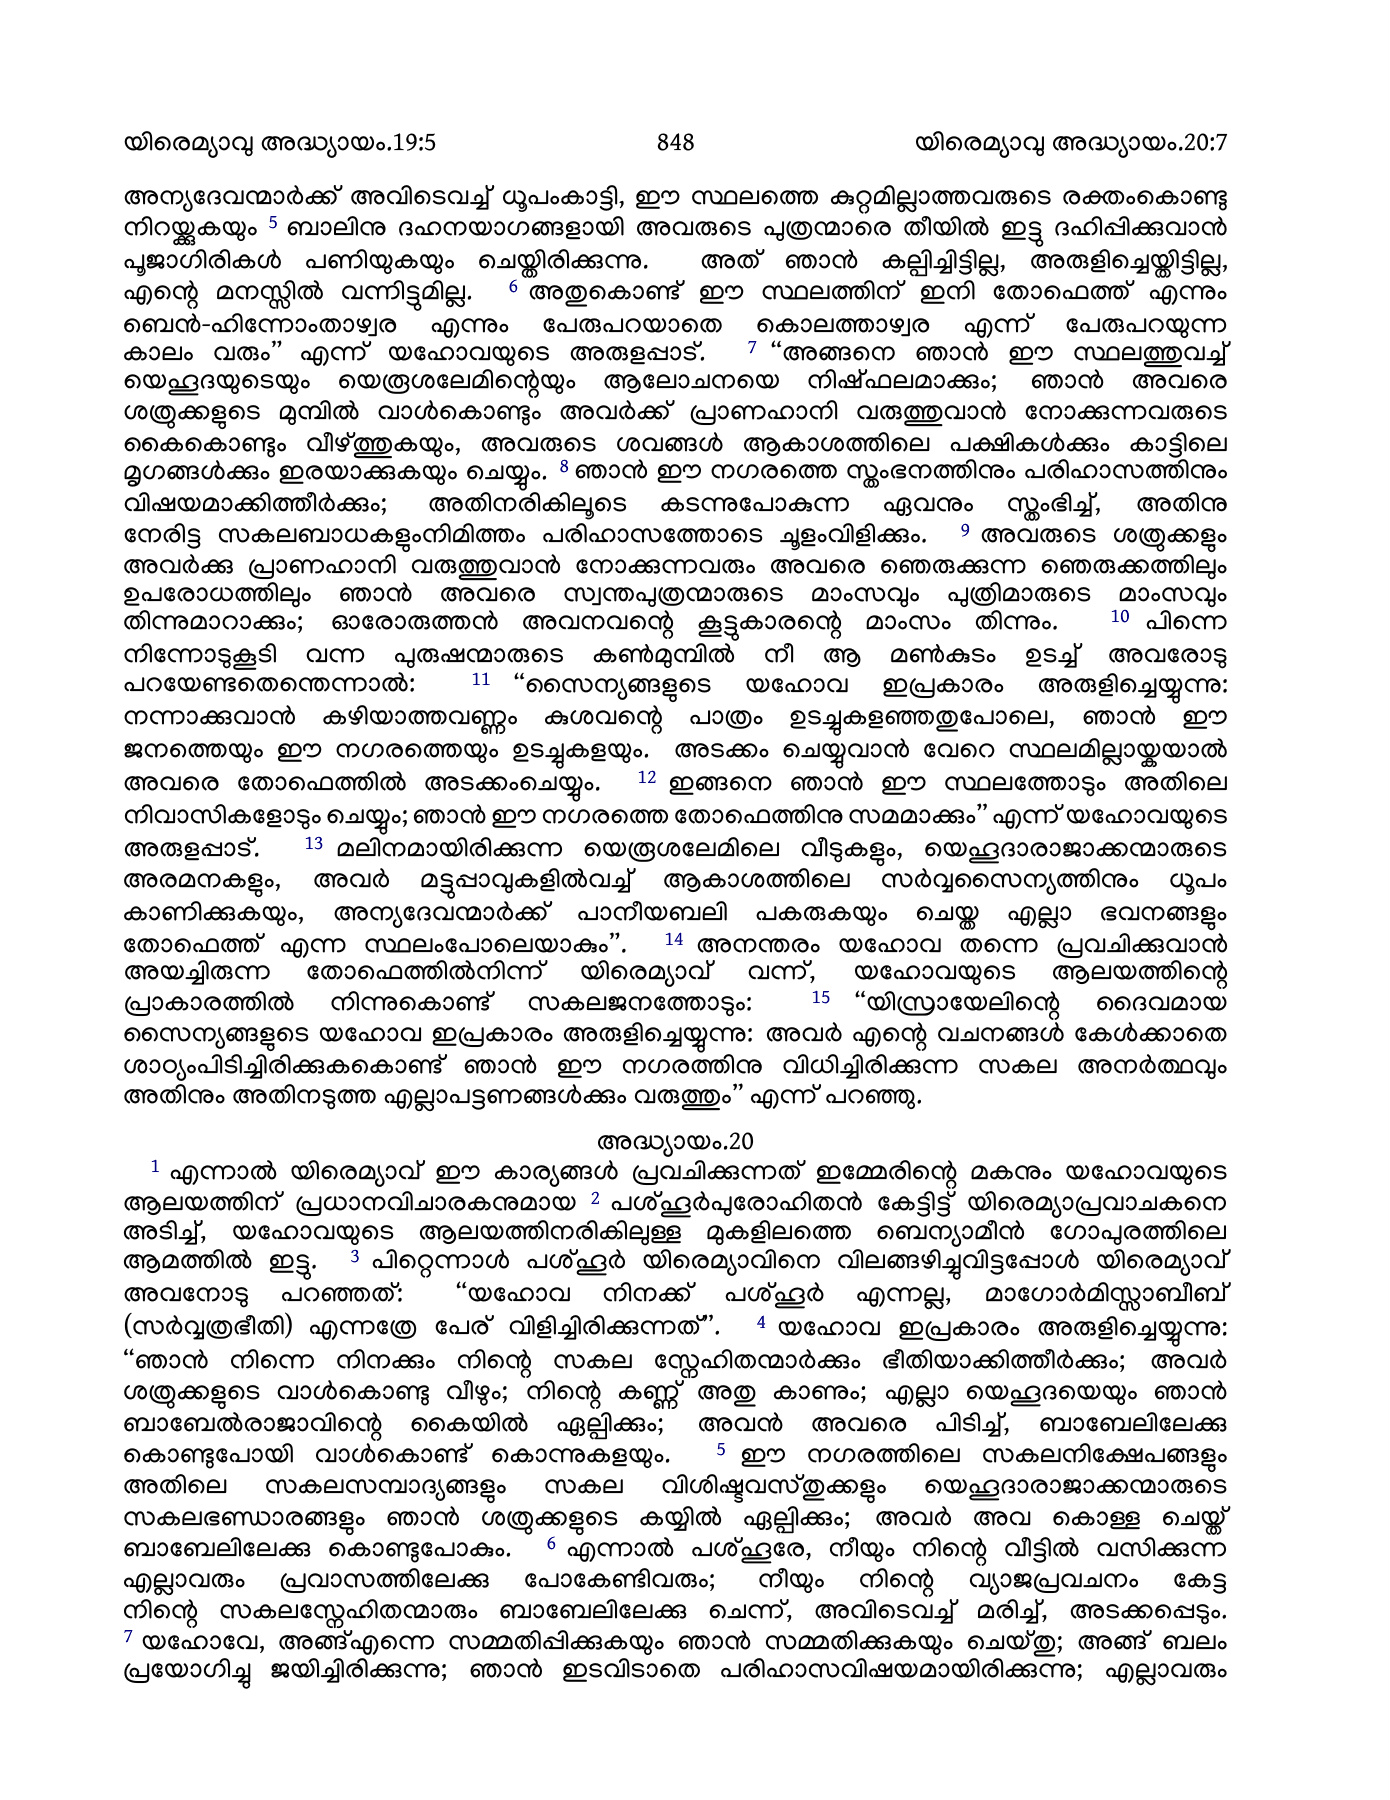 യിരെമ്യാവു അദ്ധ്യായം.19:5 848 യിരെമ്യാവു അദ്ധ്യായം.20:7
അന്യദേവന്മാർക്ക് അവിടെവച്ച് ധൂപംകാട്ടി, ഈ സ്ഥലത്തെ കുറ്റമില്ലാത്തവരുടെ രക്തംകൊണ്ടു
നിറയ്ക്കുകയും 5 ബാലിനു ദഹനയാഗങ്ങളായി അവരുടെ പുത്രന്മാരെ തീയിൽ ഇട്ടു ദഹിപ്പിക്കുവാൻ
പൂജാഗിരികൾ പണിയുകയും ചെയ്തിരിക്കുന്നു. അത് ഞാൻ കല്പിച്ചിട്ടില്ല, അരുളിച്ചെയ്തിട്ടില്ല,
എന്റെ മനസ്സിൽ വന്നിട്ടുമില്ല. 6 അതുകൊണ്ട് ഈ സ്ഥലത്തിന് ഇനി തോഫെത്ത് എന്നും
ബെൻ-ഹിന്നോംതാഴ്വര എന്നും പേരുപറയാതെ കൊലത്താഴ്വര എന്ന് പേരുപറയുന്ന
കാലം വരും” എന്ന് യഹോവയുടെ അരുളപ്പാട്. 7 “അങ്ങനെ ഞാൻ ഈ സ്ഥലത്തുവച്ച്
യെഹൂദയുടെയും യെരൂശലേമിന്റെയും ആലോചനയെ നിഷ്ഫലമാക്കും; ഞാൻ അവരെ
ശത്രുക്കളുടെ മുമ്പിൽ വാൾകൊണ്ടും അവർക്ക് പ്രാണഹാനി വരുത്തുവാൻ നോക്കുന്നവരുടെ
കൈകൊണ്ടും വീഴ്ത്തുകയും, അവരുടെ ശവങ്ങൾ ആകാശത്തിലെ പക്ഷികൾക്കും കാട്ടിലെ
മൃഗങ്ങൾക്കും ഇരയാക്കുകയും ചെയ്യും. 8 ഞാൻ ഈ നഗരത്തെ സ്തംഭനത്തിനും പരിഹാസത്തിനും
വിഷയമാക്കിത്തീർക്കും; അതിനരികിലൂടെ കടന്നുപോകുന്ന ഏവനും സ്തംഭിച്ച്, അതിനു
നേരിട്ട സകലബാധകളുംനിമിത്തം പരിഹാസത്തോടെ ചൂളംവിളിക്കും. 9 അവരുടെ ശത്രുക്കളും
അവർക്കു പ്രാണഹാനി വരുത്തുവാൻ നോക്കുന്നവരും അവരെ ഞെരുക്കുന്ന ഞെരുക്കത്തിലും
ഉപരോധത്തിലും ഞാൻ അവരെ സ്വന്തപുത്രന്മാരുടെ മാംസവും പുത്രിമാരുടെ മാംസവും
തിന്നുമാറാക്കും; ഓരോരുത്തൻ അവനവന്റെ കൂട്ടുകാരന്റെ മാംസം തിന്നും. 10 പിന്നെ
നിന്നോടുകൂടി വന്ന പുരുഷന്മാരുടെ കൺമുമ്പിൽ നീ ആ മൺകുടം ഉടച്ച് അവരോടു
പറയേണ്ടതെന്തെന്നാൽ: 11 “സൈന്യങ്ങളുടെ യഹോവ ഇപ്രകാരം അരുളിച്ചെയ്യുന്നു:
നന്നാക്കുവാൻ കഴിയാത്തവണ്ണം കുശവന്റെ പാത്രം ഉടച്ചുകളഞ്ഞതുപോലെ, ഞാൻ ഈ
ജനത്തെയും ഈ നഗരത്തെയും ഉടച്ചുകളയും. അടക്കം ചെയ്യുവാൻ വേറെ സ്ഥലമില്ലായ്കയാൽ
അവരെ തോഫെത്തിൽ അടക്കംചെയ്യും. 12 ഇങ്ങനെ ഞാൻ ഈ സ്ഥലത്തോടും അതിലെ
നിവാസികളോടും ചെയ്യും; ഞാൻ ഈ നഗരത്തെ തോഫെത്തിനു സമമാക്കും” എന്ന് യഹോവയുടെ
അരുളപ്പാട്. 13 മലിനമായിരിക്കുന്ന യെരൂശലേമിലെ വീടുകളും, യെഹൂദാരാജാക്കന്മാരുടെ
അരമനകളും, അവർ മട്ടുപ്പാവുകളിൽവച്ച് ആകാശത്തിലെ സർവ്വസൈന്യത്തിനും ധൂപം
കാണിക്കുകയും, അന്യദേവന്മാർക്ക് പാനീയബലി പകരുകയും ചെയ്ത എല്ലാ ഭവനങ്ങളും
തോഫെത്ത് എന്ന സ്ഥലംപോലെയാകും”. 14 അനന്തരം യഹോവ തന്നെ പ്രവചിക്കുവാൻ
അയച്ചിരുന്ന തോഫെത്തിൽനിന്ന് യിരെമ്യാവ് വന്ന്, യഹോവയുടെ ആലയത്തിന്റെ
പ്രാകാരത്തിൽ നിന്നുകൊണ്ട് സകലജനത്തോടും: 15 “യിസ്രായേലിന്റെ ദൈവമായ
സൈന്യങ്ങളുടെ യഹോവ ഇപ്രകാരം അരുളിച്ചെയ്യുന്നു: അവർ എന്റെ വചനങ്ങൾ കേൾക്കാതെ
ശാഠ്യംപിടിച്ചിരിക്കുകകൊണ്ട് ഞാൻ ഈ നഗരത്തിനു വിധിച്ചിരിക്കുന്ന സകല അനർത്ഥവും
അതിനും അതിനടുത്ത എല്ലാപട്ടണങ്ങൾക്കും വരുത്തും” എന്ന് പറഞ്ഞു.
അദ്ധ്യായം.20
1 എന്നാൽ യിരെമ്യാവ് ഈ കാര്യങ്ങൾ പ്രവചിക്കുന്നത് ഇമ്മേരിന്റെ മകനും യഹോവയുടെ
ആലയത്തിന് പ്രധാനവിചാരകനുമായ 2 പശ്ഹൂർപുരോഹിതൻ കേട്ടിട്ട് യിരെമ്യാപ്രവാചകനെ
അടിച്ച്, യഹോവയുടെ ആലയത്തിനരികിലുള്ള മുകളിലത്തെ ബെന്യാമീൻ ഗോപുരത്തിലെ
ആമത്തിൽ ഇട്ടു. 3 പിറ്റെന്നാൾ പശ്ഹൂർ യിരെമ്യാവിനെ വിലങ്ങഴിച്ചുവിട്ടപ്പോൾ യിരെമ്യാവ്
അവനോടു പറഞ്ഞത്: “യഹോവ നിനക്ക് പശ്ഹൂർ എന്നല്ല, മാഗോർമിസ്സാബീബ്
(സർവ്വത്രഭീതി) എന്നത്രേ പേര് വിളിച്ചിരിക്കുന്നത്”. 4 യഹോവ ഇപ്രകാരം അരുളിച്ചെയ്യുന്നു:
“ഞാൻ നിന്നെ നിനക്കും നിന്റെ സകല സ്നേഹിതന്മാർക്കും ഭീതിയാക്കിത്തീർക്കും; അവർ
ശത്രുക്കളുടെ വാൾകൊണ്ടു വീഴും; നിന്റെ കണ്ണ് അതു കാണും; എല്ലാ യെഹൂദയെയും ഞാൻ
ബാബേൽരാജാവിന്റെ കൈയിൽ ഏല്പിക്കും; അവൻ അവരെ പിടിച്ച്, ബാബേലിലേക്കു
കൊണ്ടുപോയി വാൾകൊണ്ട് കൊന്നുകളയും. 5 ഈ നഗരത്തിലെ സകലനിക്ഷേപങ്ങളും
അതിലെ സകലസമ്പാദ്യങ്ങളും സകല വിശിഷ്ടവസ്തുക്കളും യെഹൂദാരാജാക്കന്മാരുടെ
സകലഭണ്ഡാരങ്ങളും ഞാൻ ശത്രുക്കളുടെ കയ്യിൽ ഏല്പിക്കും; അവർ അവ കൊള്ള ചെയ്ത്
ബാബേലിലേക്കു കൊണ്ടുപോകും. 6 എന്നാൽ പശ്ഹൂരേ, നീയും നിന്റെ വീട്ടിൽ വസിക്കുന്ന
എല്ലാവരും പ്രവാസത്തിലേക്കു പോകേണ്ടിവരും; നീയും നിന്റെ വ്യാജപ്രവചനം കേട്ട
നിന്റെ സകലസ്നേഹിതന്മാരും ബാബേലിലേക്കു ചെന്ന്, അവിടെവച്ച് മരിച്ച്, അടക്കപ്പെടും.
7 യഹോവേ, അങ്ങ്എന്നെ സമ്മതിപ്പിക്കുകയും ഞാൻ സമ്മതിക്കുകയും ചെയ്തു; അങ്ങ് ബലം
പ്രയോഗിച്ചു ജയിച്ചിരിക്കുന്നു; ഞാൻ ഇടവിടാതെ പരിഹാസവിഷയമായിരിക്കുന്നു; എല്ലാവരും